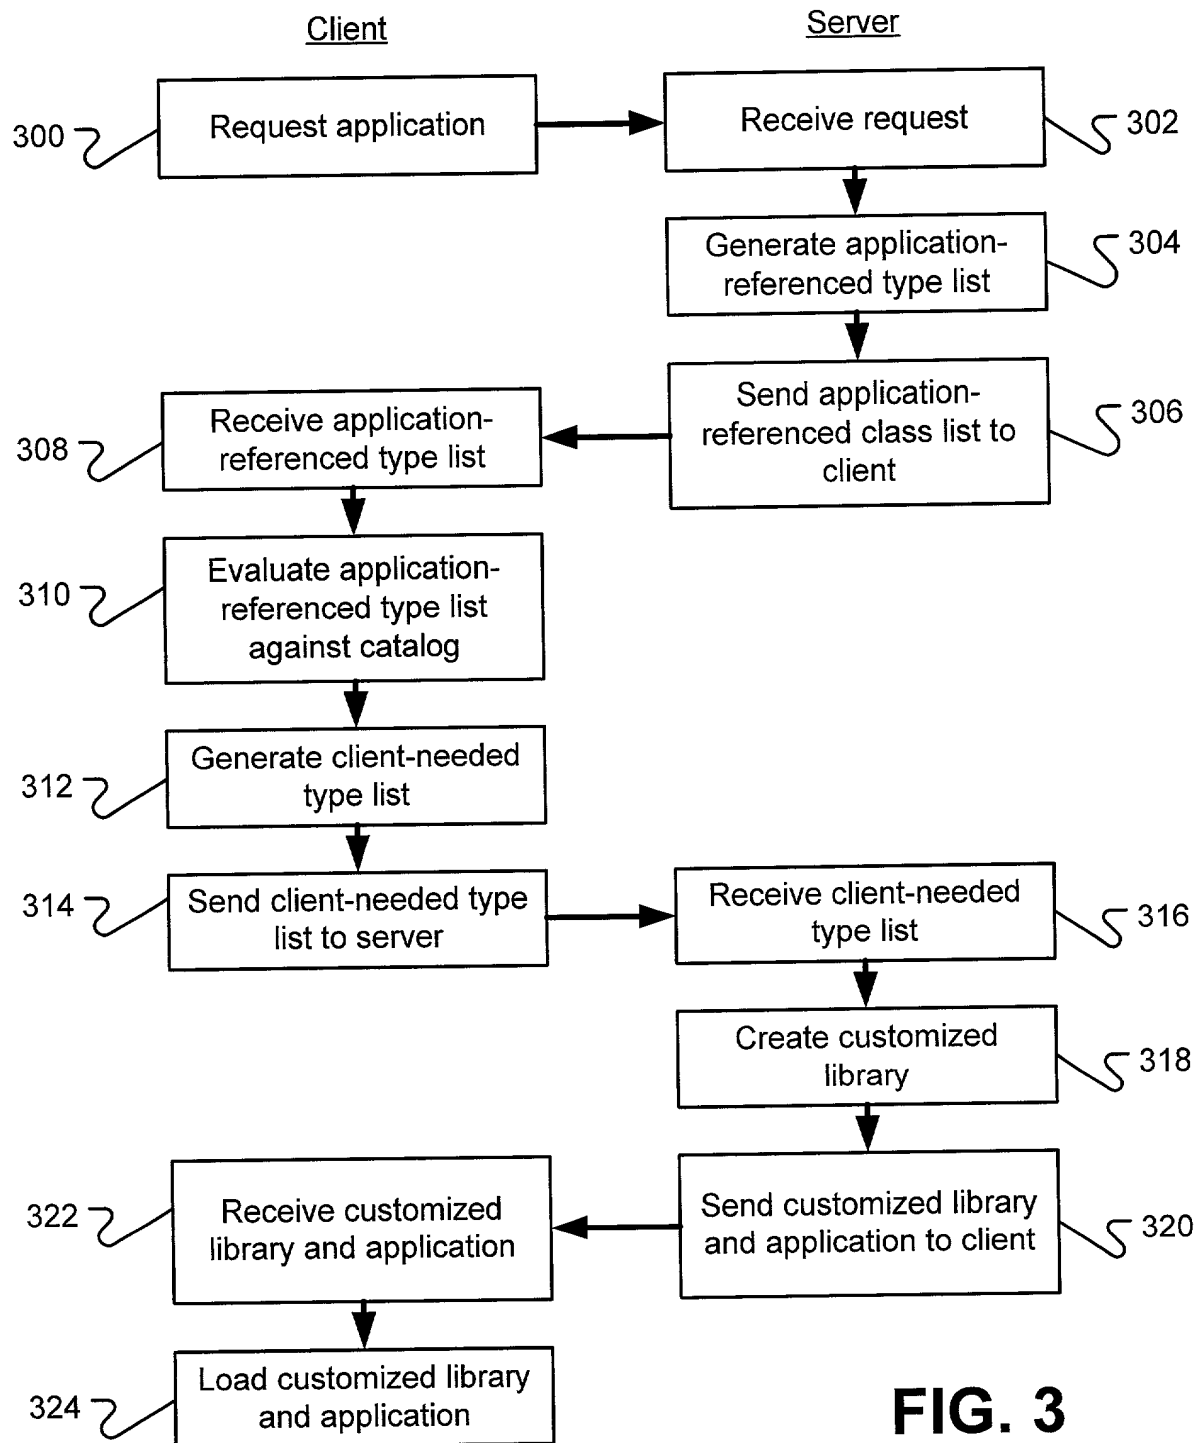 Client
Server
300
Request application
Receive request
302
Generate application-
referenced type list
304
Send application-
referenced class list to
client
306
308
Receive application-
referenced type list
310
Evaluate application-
referenced type list
against catalog
312
Generate client-needed
type list
314
Send client-needed type
list to server
Receive client-needed
type list
316
Create customized
library
318
Send customized library
and application to client
320
322
Receive customized
library and application
324
Load customized library
and application
FIG. 3